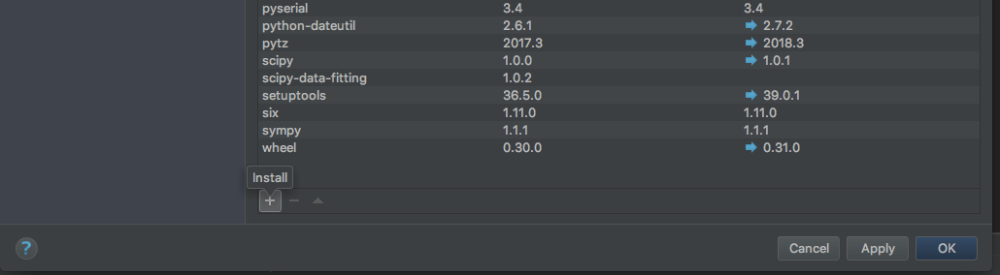 pyserial 3.4 3.4
python-dateutil 2.6.1 2.7.2
pytz 2017.3 2018.3
scipy 1.0.0 1.0.1
scipy-data-fitting 1.0.2
setuptools 36.5.0 39.0.1
six 1.11.0 1.11.0
sympy 1.1.1 1.1.1
wheel 0.30.0 0.31.0
Install
+ −
? Cancel Apply OK